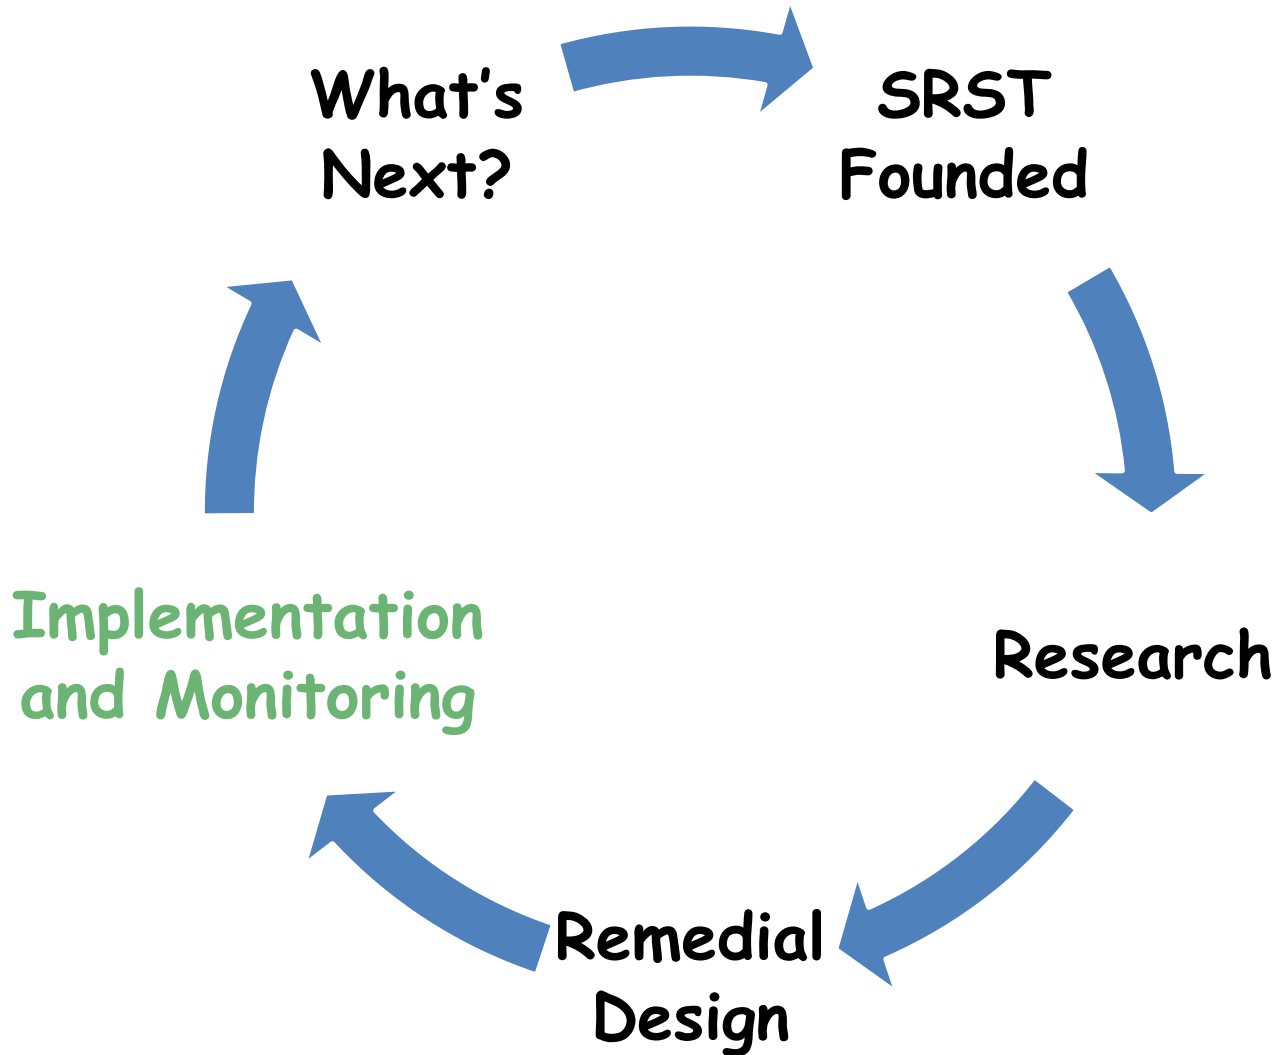 What's
Next?
SRST
Founded
Research
Remedial
Design
Implementation
and Monitoring